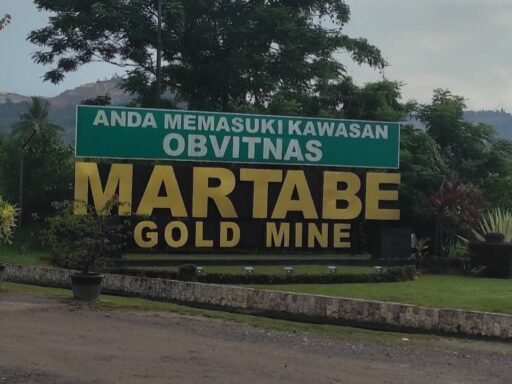 ANDA MEMASUKI KAWASAN
OBVITNAS
MARTABE
GOLD MINE